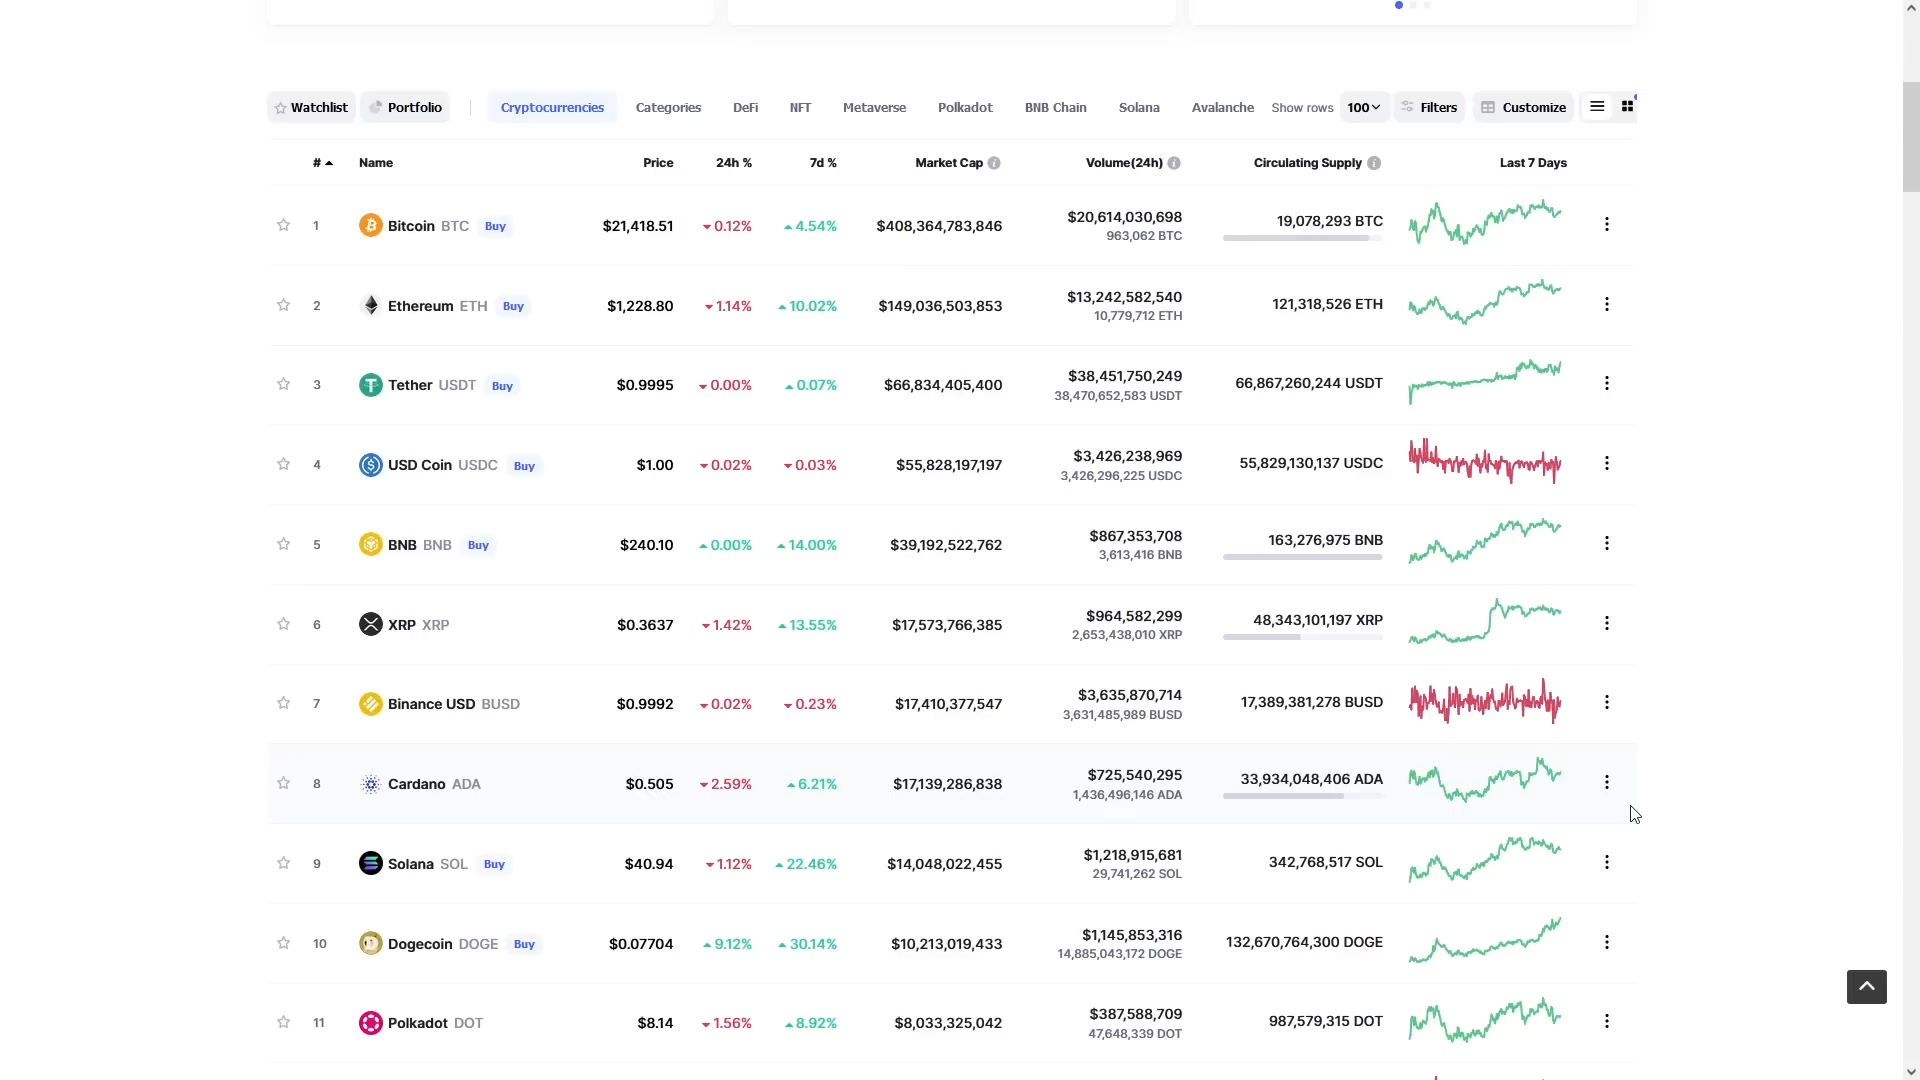 Watchlist Portfolio Cryptocurrencies Categories DeFi NFT Metaverse Polkadot BNB Chain Solana Avalanche Show rows 100 Filters Customize
# Name Price 24h % 7d % Market Cap Volume(24h) Circulating Supply Last 7 Days
1 Bitcoin BTC Buy $21,418.51 0.12% 4.54% $408,364,783,846 $20,614,030,698 19,078,293 BTC
963,062 BTC
2 Ethereum ETH Buy $1,228.80 1.14% 10.02% $149,036,503,853 $13,242,582,540 121,318,526 ETH
10,779,712 ETH
3 Tether USDT Buy $0.9995 0.00% 0.07% $66,834,405,400 $38,451,750,249 66,867,260,244 USDT
38,470,652,583 USDT
4 USD Coin USDC Buy $1.00 0.02% 0.03% $55,828,197,197 $3,426,238,969 55,829,130,137 USDC
3,426,296,225 USDC
5 BNB BNB Buy $240.10 0.00% 14.00% $39,192,522,762 $867,353,708 163,276,975 BNB
3,613,416 BNB
6 XRP XRP $0.3637 1.42% 13.55% $17,573,766,385 $964,582,299 48,343,101,197 XRP
2,653,438,010 XRP
7 Binance USD BUSD $0.9992 0.02% 0.23% $17,410,377,547 $3,635,870,714 17,389,381,278 BUSD
3,631,485,989 BUSD
8 Cardano ADA $0.505 2.59% 6.21% $17,139,286,838 $725,540,295 33,934,048,406 ADA
1,436,496,146 ADA
9 Solana SOL Buy $40.94 1.12% 22.46% $14,048,022,455 $1,218,915,681 342,768,517 SOL
29,741,262 SOL
10 Dogecoin DOGE Buy $0.07704 9.12% 30.14% $10,213,019,433 $1,145,853,316 132,670,764,300 DOGE
14,885,043,172 DOGE
11 Polkadot DOT $8.14 1.56% 8.92% $8,033,325,042 $387,588,709 987,579,315 DOT
47,648,339 DOT